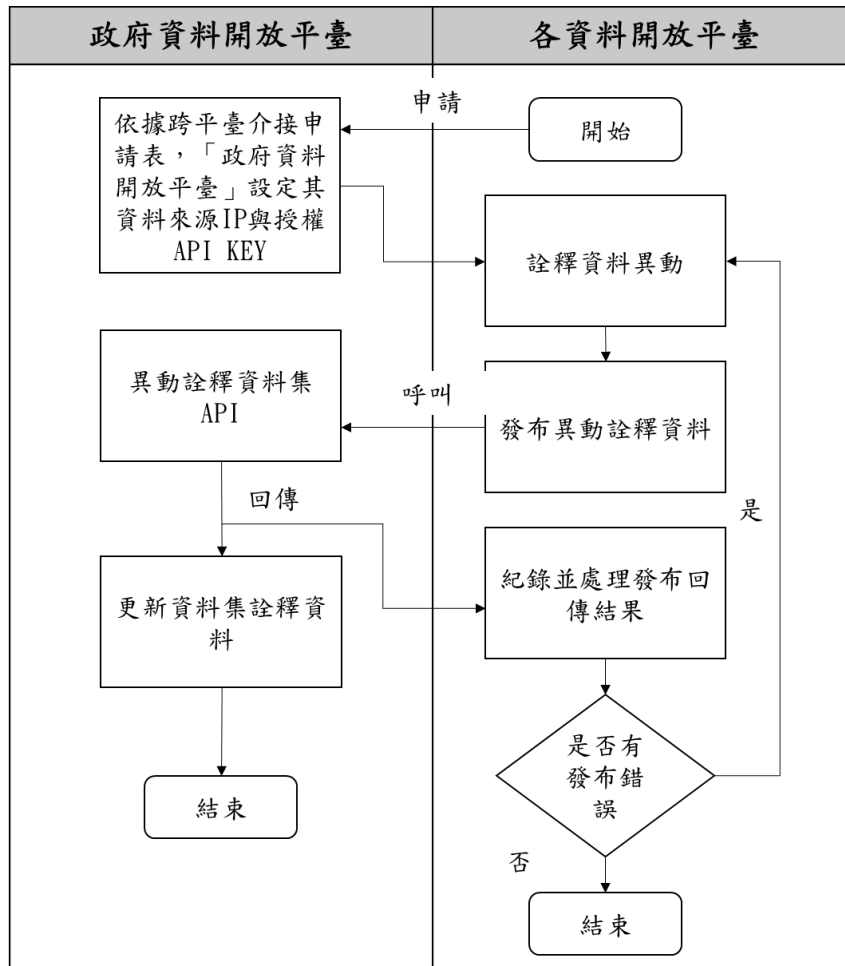 政府資料開放平臺
各資料開放平臺
申請
開始
依據跨平臺介接申
請表，「政府資料
開放平臺」設定其
資料來源IP與授權
API KEY
詮釋資料異動
異動詮釋資料集
API
呼叫
發布異動詮釋資料
回傳
是
更新資料集詮釋資
料
紀錄並處理發布回
傳結果
是否有
發布錯
誤
結束
否
結束